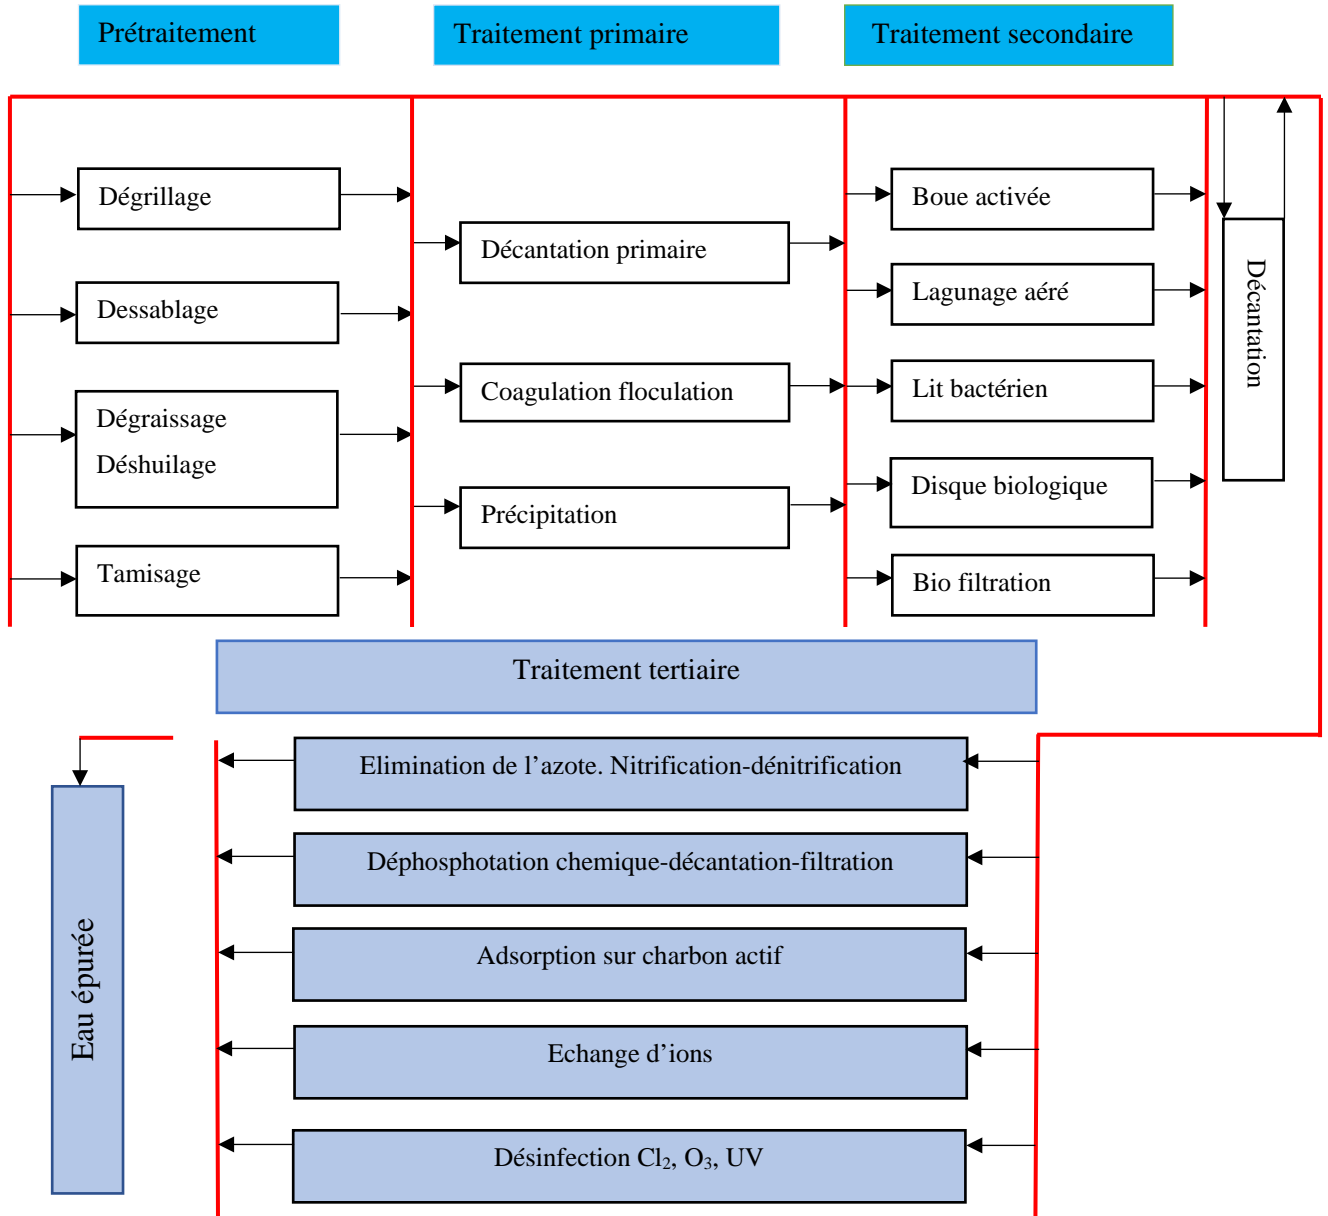 Prétraitement
Traitement primaire
Traitement secondaire
Dégrillage
Dessablage
Dégraissage
Déshuilage
Tamisage
Décantation primaire
Coagulation floculation
Précipitation
Boue activée
Lagunage aéré
Lit bactérien
Disque biologique
Bio filtration
Décantation
Traitement tertiaire
Elimination de l’azote. Nitrification-dénitrification
Déphosphotation chemique-décantation-filtration
Adsorption sur charbon actif
Echange d’ions
Désinfection Cl₂, O₃, UV
Eau épurée